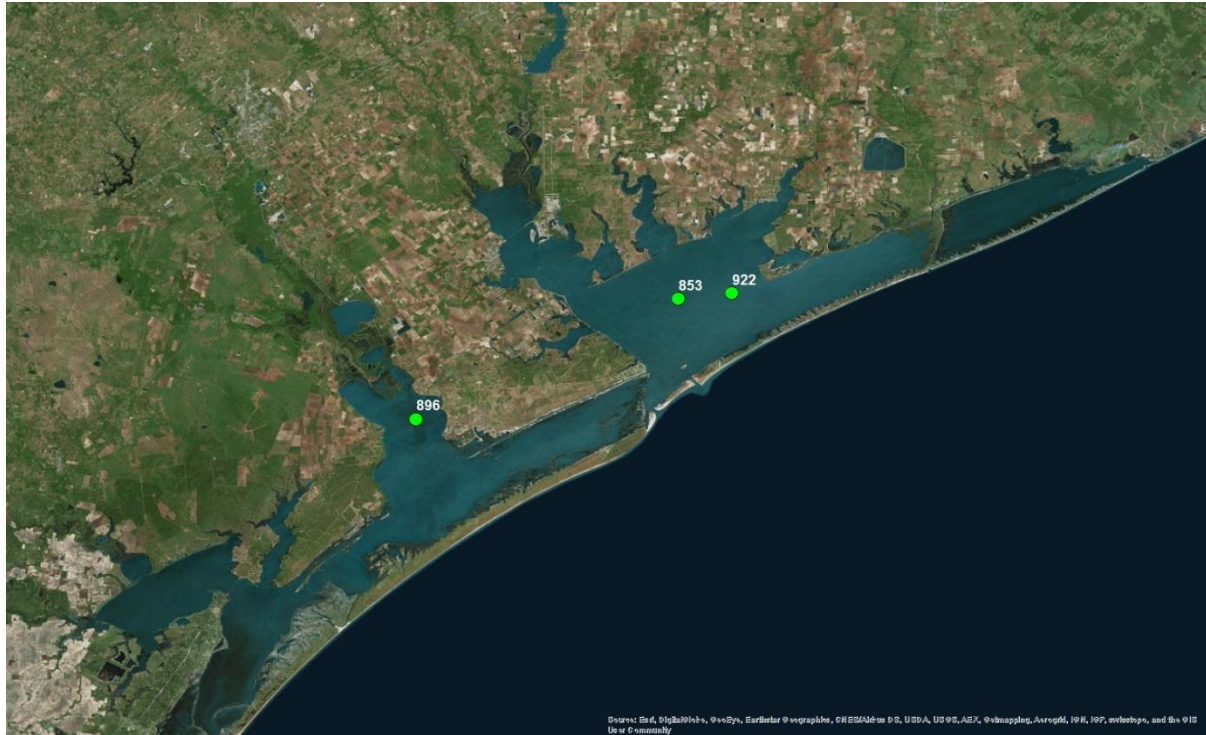 922
853
896
Source: Esri, DigitalGlobe, GeoEye, Earthstar Geographics, CNES/Airbus DS, USDA, USGS, AEX, Getmapping, Aerogrid, IGN, IGP, swisstopo, and the GIS
User Community